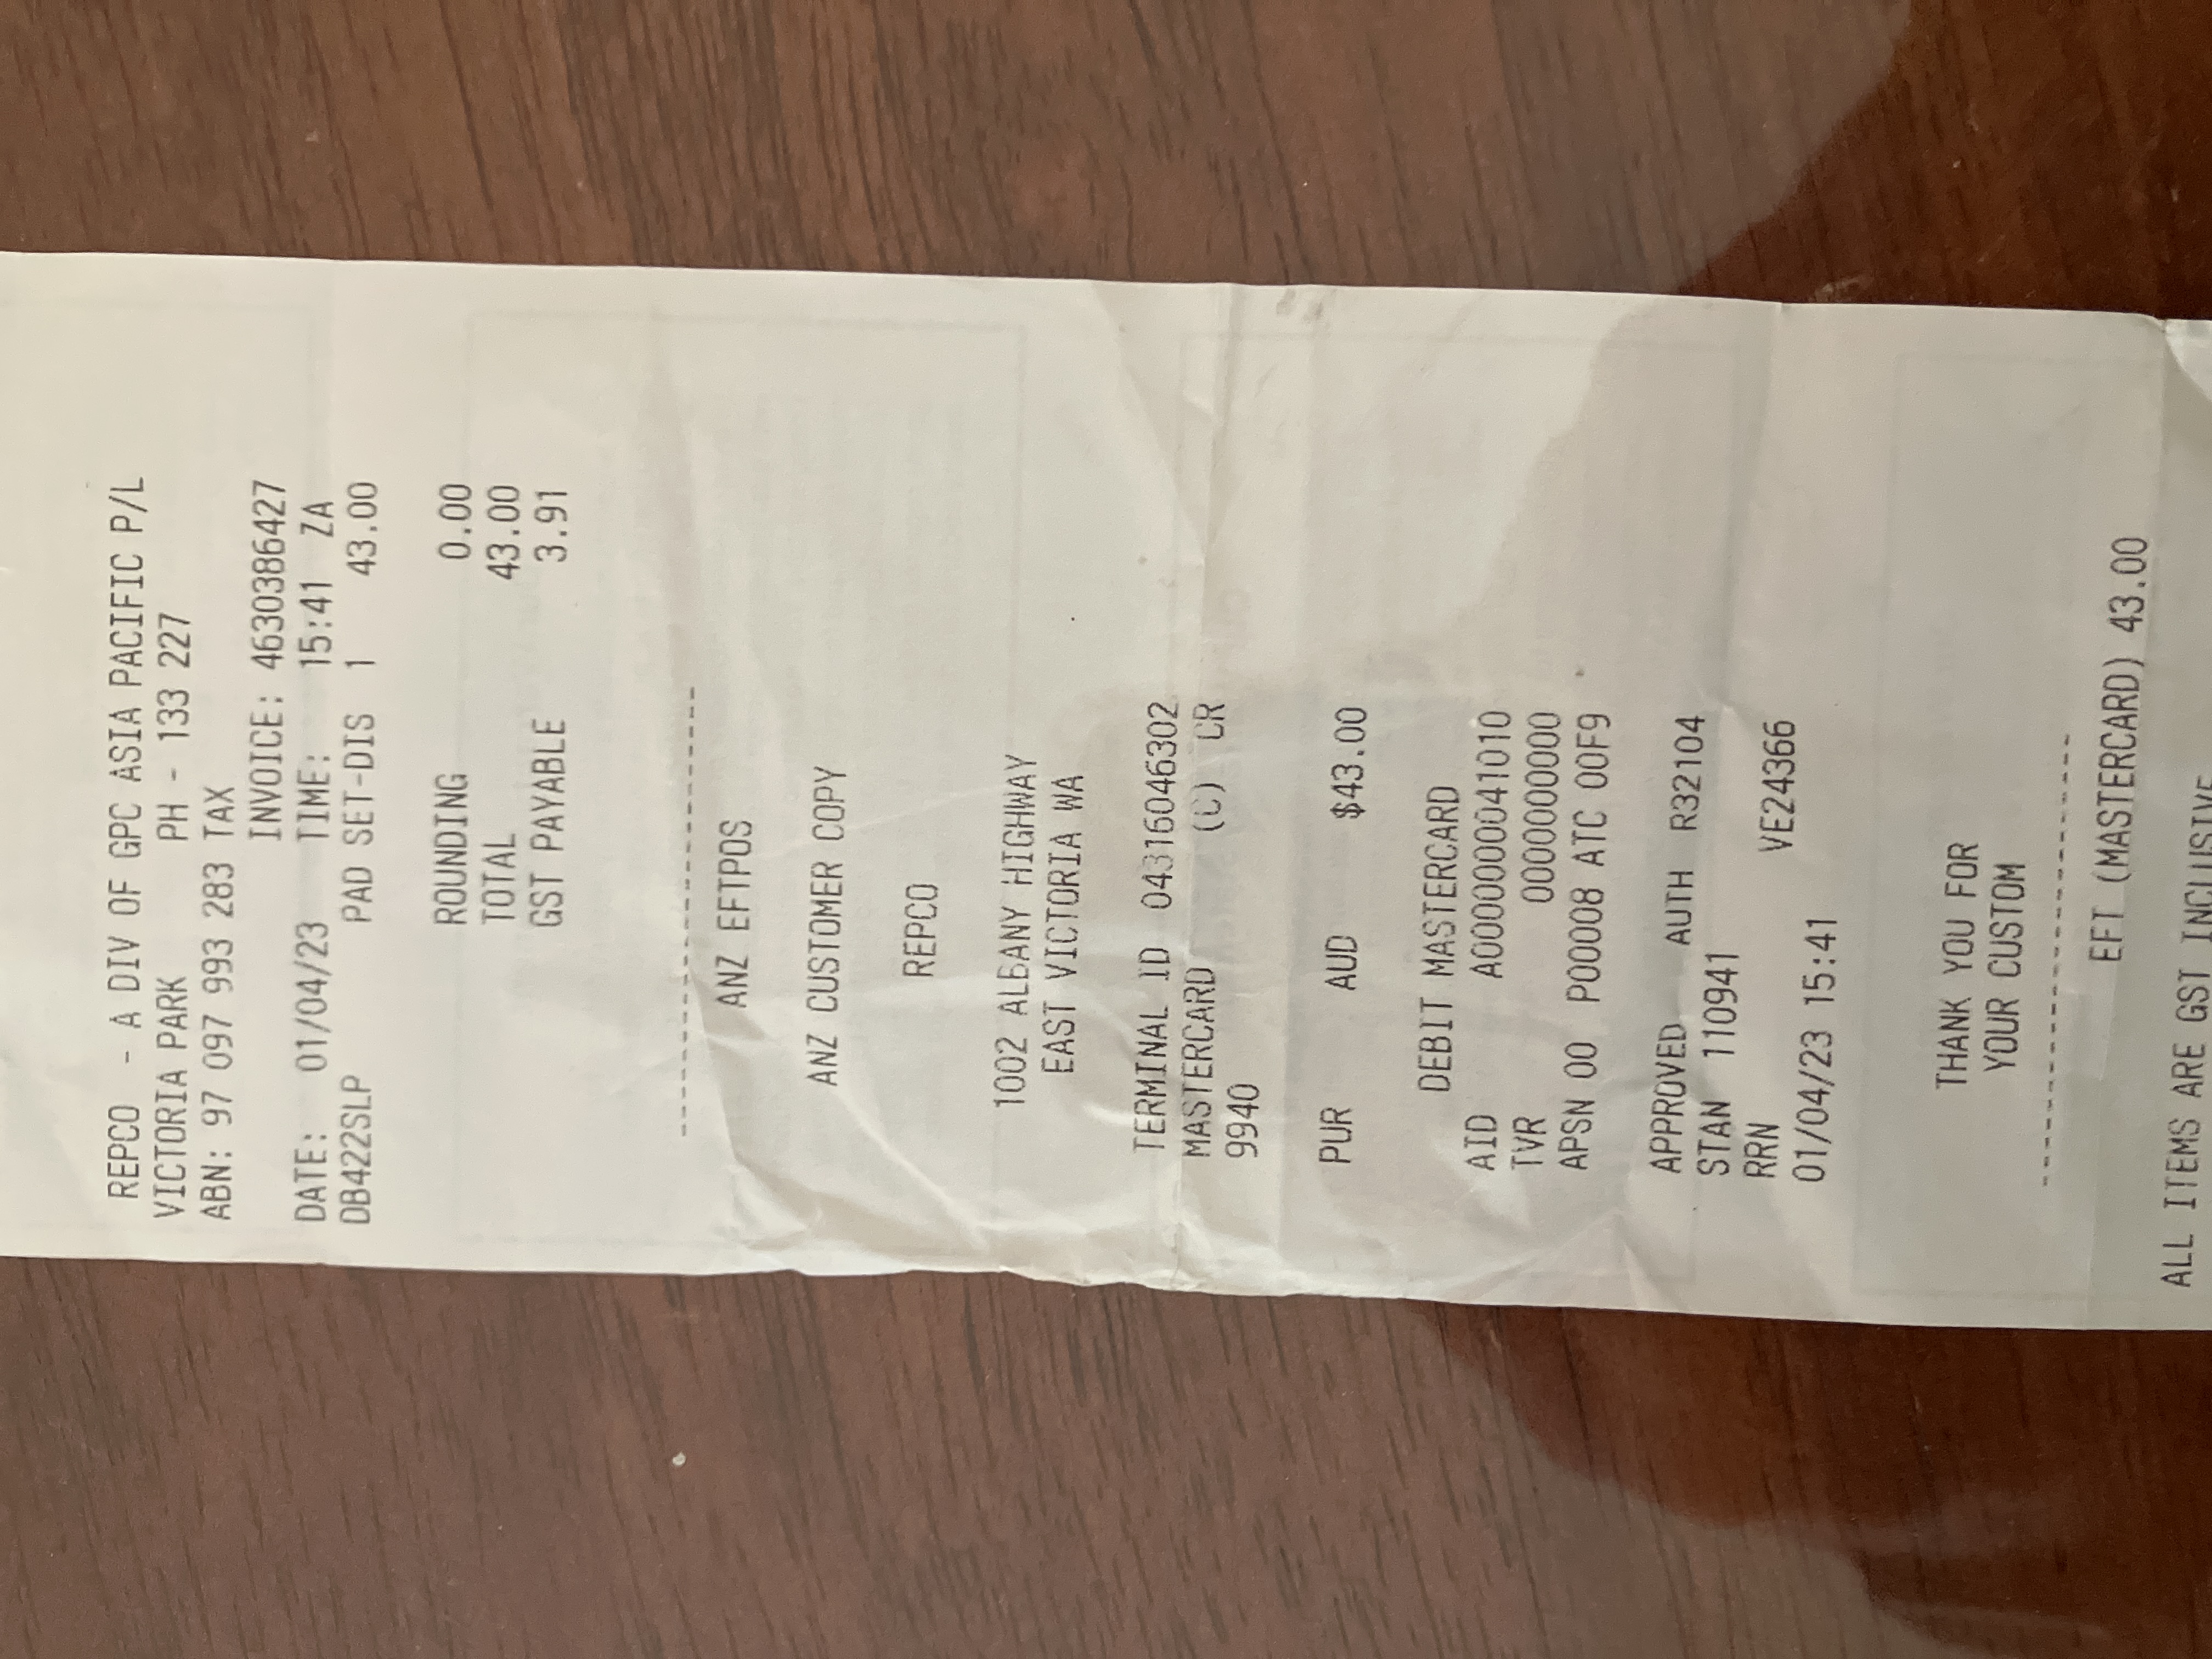 REPCO - A DIV OF GPC ASIA PACIFIC P/L
VICTORIA PARK PH - 133 227
ABN: 97 097 993 283 TAX
INVOICE: 4630386427
DATE: 01/04/23 TIME: 15:41 ZA
DB422SLP PAD SET-DIS 1 43.00
ROUNDING 0.00
TOTAL 43.00
GST PAYABLE 3.91
------------------------
ANZ EFTPOS
ANZ CUSTOMER COPY
REPCO
1002 ALBANY HIGHWAY
EAST VICTORIA WA
TERMINAL ID 04316046302
MASTERCARD (C) CR
9940
PUR AUD $43.00
DEBIT MASTERCARD
AID A0000000041010
TVR 0000000000
APSN 00 P00008 ATC 00F9
APPROVED AUTH R32104
STAN 110941
RRN VE24366
01/04/23 15:41
THANK YOU FOR
YOUR CUSTOM
------------------------
EFT (MASTERCARD) 43.00
ALL ITEMS ARE GST INCLUSIVE